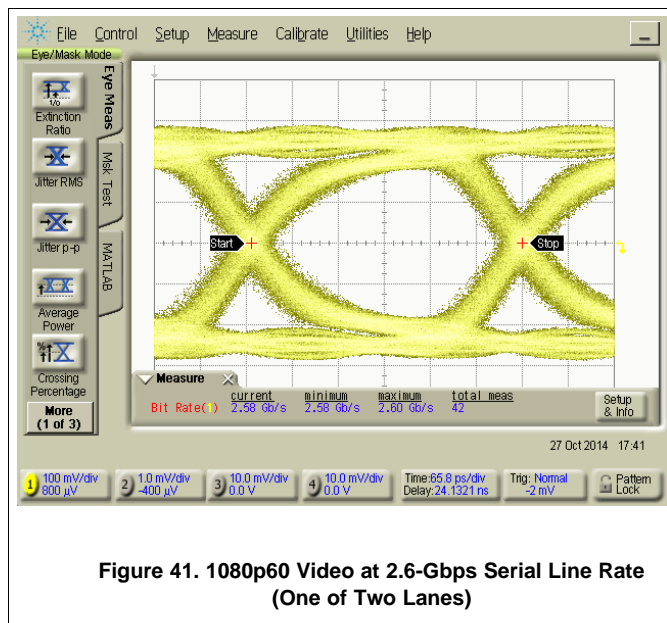 File Control Setup Measure Calibrate Utilities Help
Eye/Mask Mode
Eye Meas
Msk Test
MATLAB
1/0
Extinction
Ratio
Jitter RMS
Jitter p-p
Average
Power
Crossing
Percentage
More
(1 of 3)
Start
Stop
Measure
current minimum maximum total meas
Bit Rate(1) 2.58 Gb/s 2.58 Gb/s 2.60 Gb/s 42
Setup
& Info
27 Oct 2014 17:41
1 100 mV/div
800 µV
2 1.0 mV/div
-400 µV
3 10.0 mV/div
0.0 V
4 10.0 mV/div
0.0 V
Time:65.8 ps/div
Delay:24.1321 ns
Trig: Normal
-2 mV
Pattern
Lock
Figure 41. 1080p60 Video at 2.6-Gbps Serial Line Rate
(One of Two Lanes)